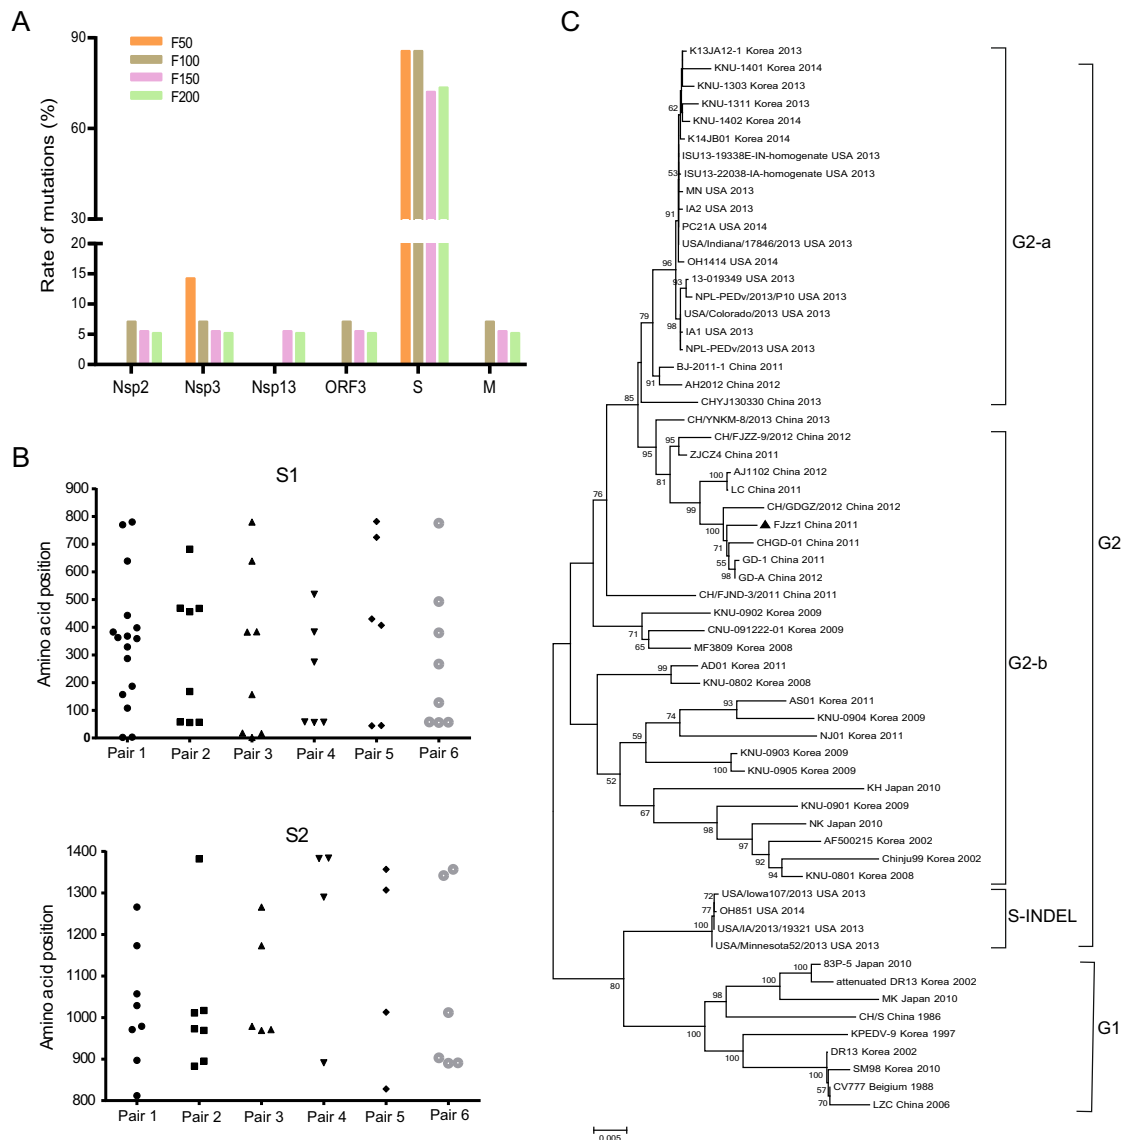 A
Rate of mutations (%)
90
60
30
20
15
10
5
0
F50
F100
F150
F200
Nsp2
Nsp3
Nsp13
ORF3
S
M
B
S1
Amino acid position
900
800
700
600
500
400
300
200
100
0
Pair 1
Pair 2
Pair 3
Pair 4
Pair 5
Pair 6
S2
Amino acid position
1400
1300
1200
1100
1000
900
800
Pair 1
Pair 2
Pair 3
Pair 4
Pair 5
Pair 6
C
K13JA12-1 Korea 2013
KNU-1401 Korea 2014
KNU-1303 Korea 2013
KNU-1311 Korea 2013
KNU-1402 Korea 2014
K14JB01 Korea 2014
ISU13-19338E-IN-homogenate USA 2013
ISU13-22038-IA-homogenate USA 2013
MN USA 2013
IA2 USA 2013
PC21A USA 2014
USA/Indiana/17846/2013 USA 2013
OH1414 USA 2014
13-019349 USA 2013
NPL-PEDv/2013/P10 USA 2013
USA/Colorado/2013 USA 2013
IA1 USA 2013
NPL-PEDv/2013 USA 2013
BJ-2011-1 China 2011
AH2012 China 2012
CHYJ130330 China 2013
CH/YNKM-8/2013 China 2013
CH/FJZZ-9/2012 China 2012
ZJCZ4 China 2011
AJ1102 China 2012
LC China 2011
CH/GDGZ/2012 China 2012
FJzz1 China 2011
CHGD-01 China 2011
GD-1 China 2011
GD-A China 2012
CH/FJND-3/2011 China 2011
KNU-0902 Korea 2009
CNU-091222-01 Korea 2009
MF3809 Korea 2008
AD01 Korea 2011
KNU-0802 Korea 2008
AS01 Korea 2011
KNU-0904 Korea 2009
NJ01 Korea 2011
KNU-0903 Korea 2009
KNU-0905 Korea 2009
KH Japan 2010
KNU-0901 Korea 2009
NK Japan 2010
AF500215 Korea 2002
Chinju99 Korea 2002
KNU-0801 Korea 2008
USA/Iowa107/2013 USA 2013
OH851 USA 2014
USA/IA/2013/19321 USA 2013
USA/Minnesota52/2013 USA 2013
83P-5 Japan 2010
attenuated DR13 Korea 2002
MK Japan 2010
CH/S China 1986
KPEDV-9 Korea 1997
DR13 Korea 2002
SM98 Korea 2010
CV777 Beigium 1988
LZC China 2006
62
53
91
96
93
98
79
91
85
95
95
81
100
99
100
71
55
98
76
71
65
99
93
74
59
100
52
67
98
97
92
94
72
77
100
80
100
98
100
100
100
57
70
G2-a
G2
G2-b
S-INDEL
G1
0.005